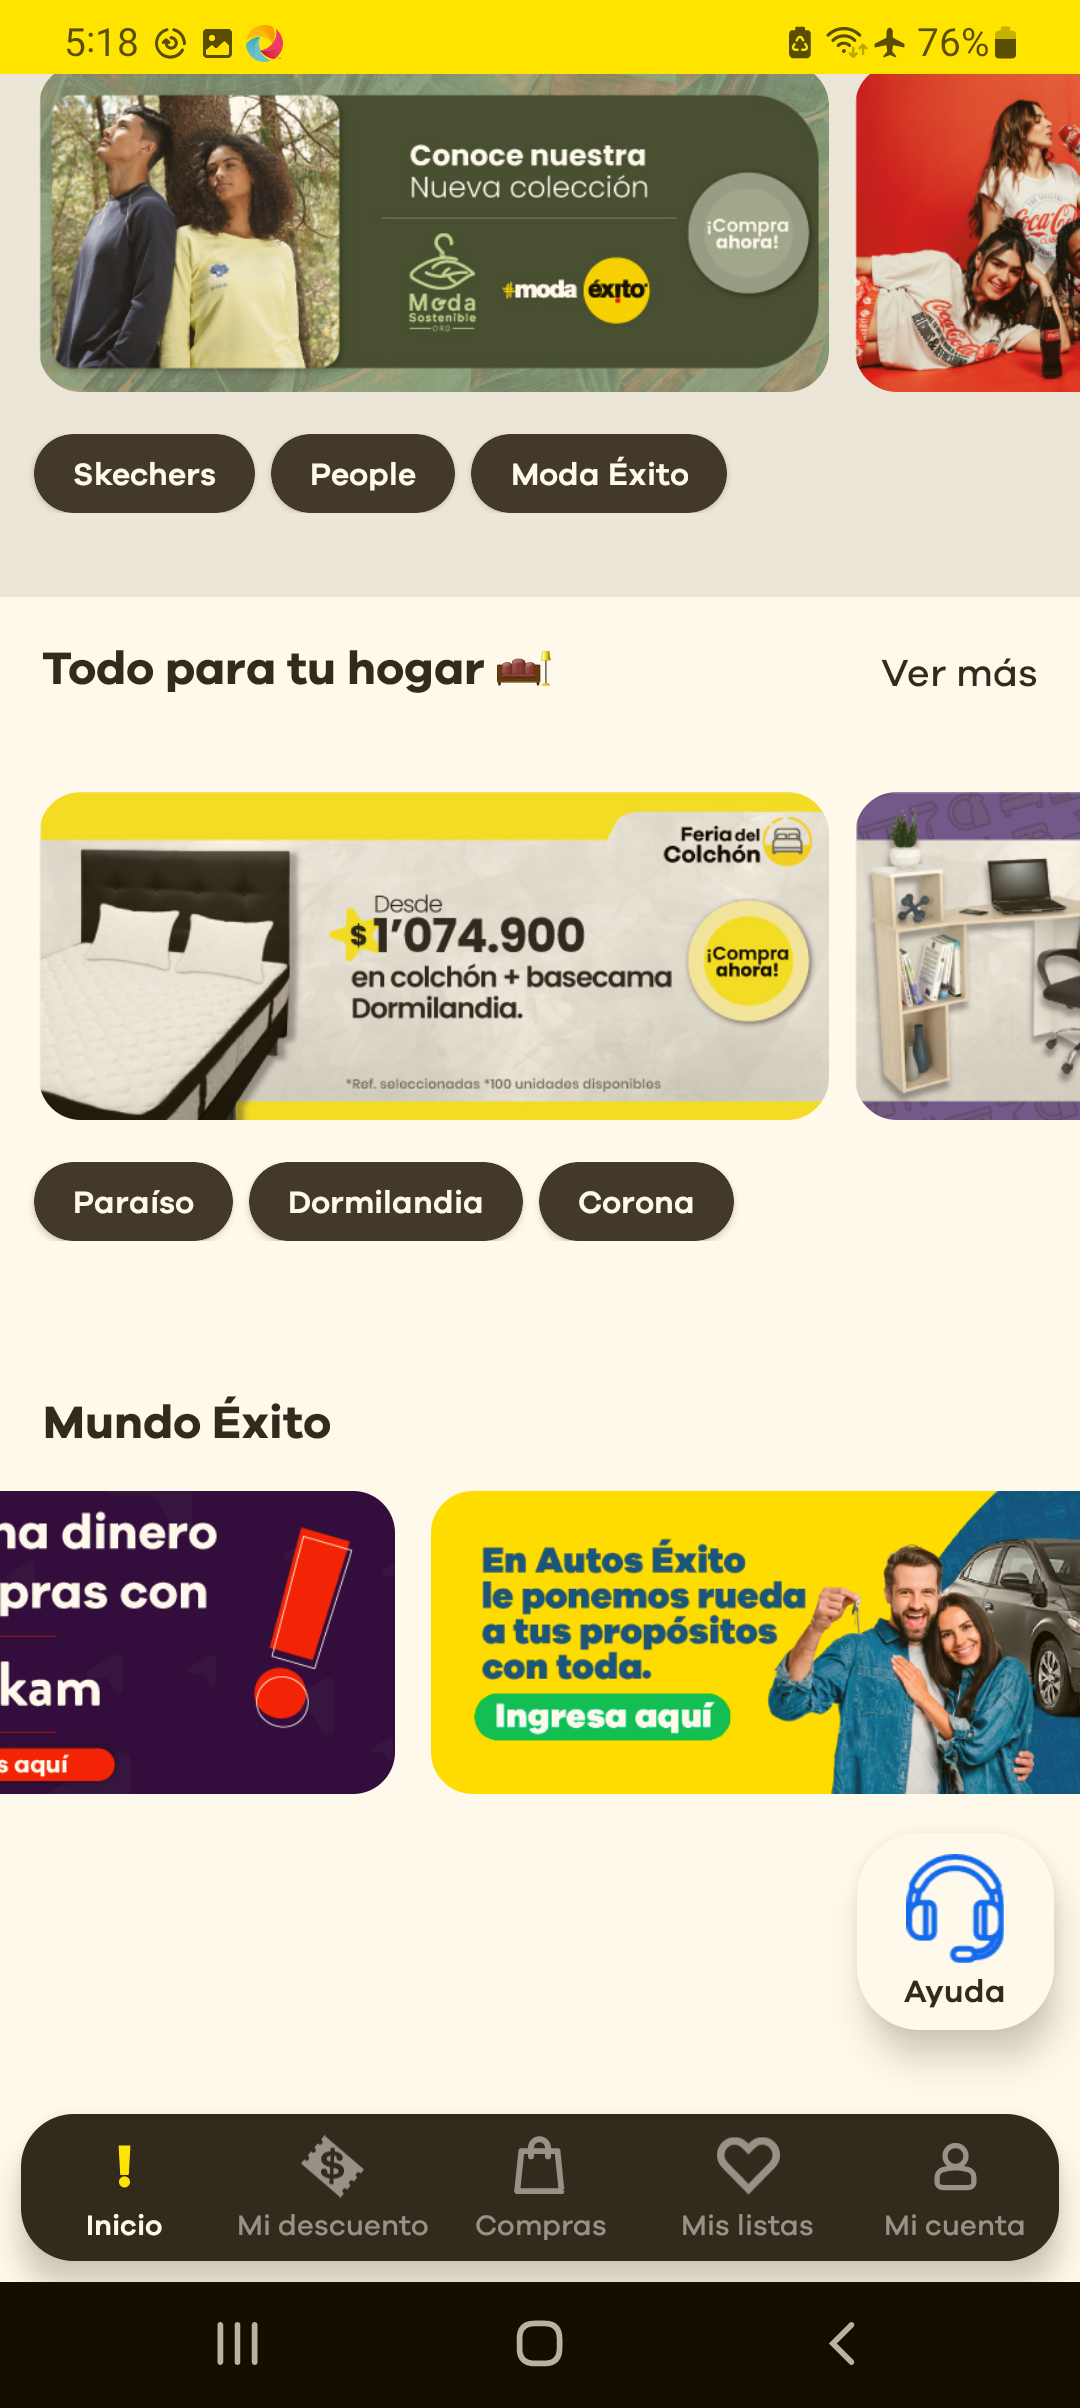 5:18
76%
Conoce nuestra
Nueva colección
¡Compra
ahora!
Moda
Sostenible
ORO
+moda éxito
Coca-Cola
Skechers
People
Moda Éxito
Todo para tu hogar
Ver más
Feria del
Colchón
Desde
$1'074.900
en colchón + basecama
Dormilandia.
¡Compra
ahora!
*Ref. seleccionadas *100 unidades disponibles
Paraíso
Dormilandia
Corona
Mundo Éxito
na dinero
pras con
kam
s aquí
En Autos Éxito
le ponemos rueda
a tus propósitos
con toda.
Ingresa aquí
Ayuda
Inicio
Mi descuento
Compras
Mis listas
Mi cuenta